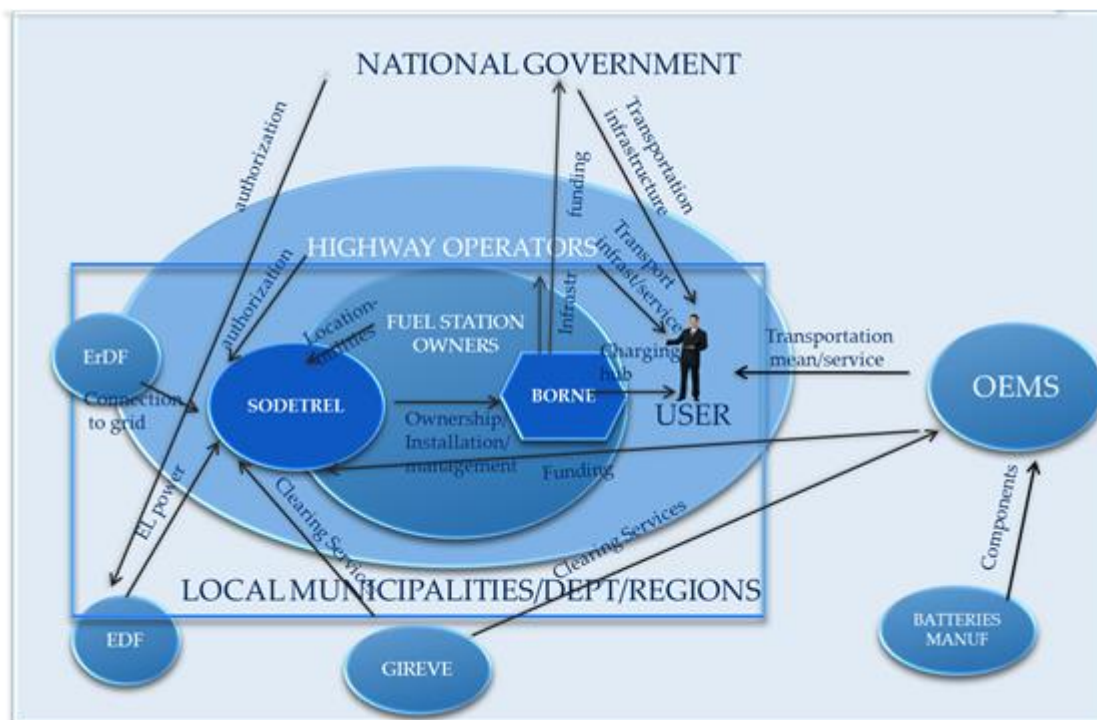 NATIONAL GOVERNMENT
authorization
funding
Transportation
infrastructure
HIGHWAY OPERATORS
Transport
infrast/service
authorization
Location-
FUEL STATION
OWNERS
Infrastr
ErDF
Connection
to grid
SODETREL
Ownership/
Installation/
management
BORNE
Charging
hub
USER
Transportation
mean/service
OEMS
Funding
EL power
Clearing Services
Clearing Services
Components
LOCAL MUNICIPALITIES/DEPT/REGIONS
EDF
GIREVE
BATTERIES
MANUF